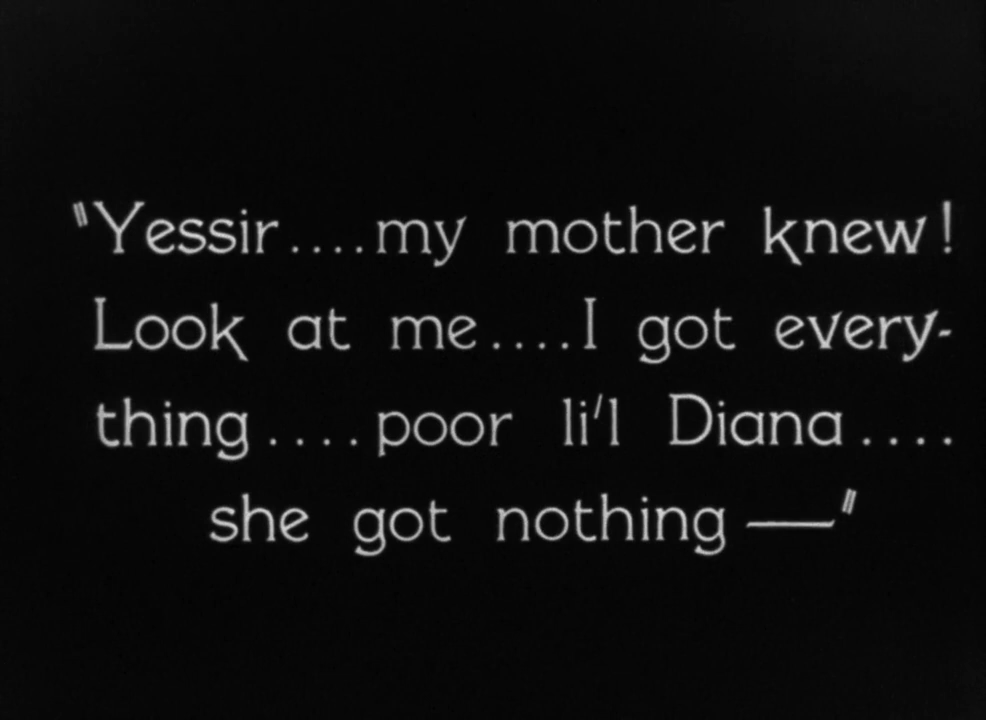 "Yessir....my mother knew!
Look at me....I got every-
thing....poor li'l Diana....
she got nothing—"